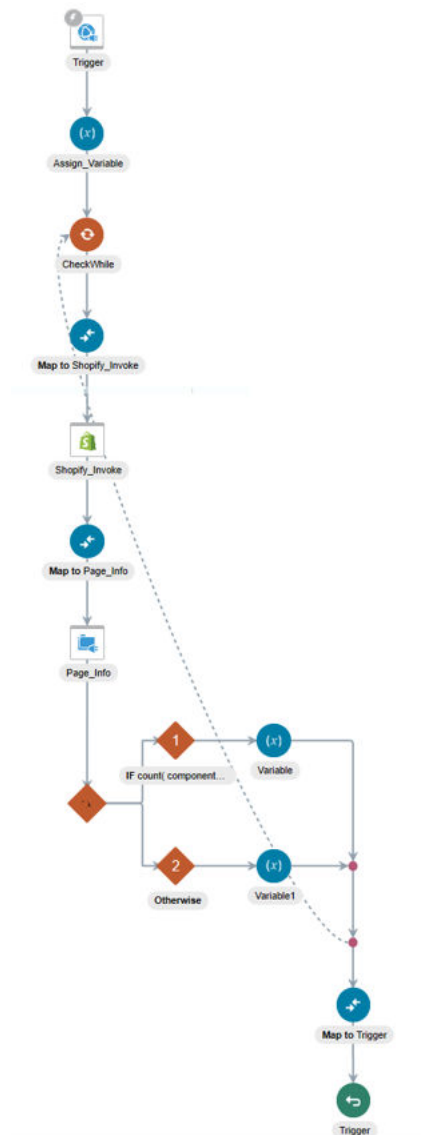 Trigger
(x)
Assign_Variable
CheckWhile
Map to Shopify_Invoke
Shopify_Invoke
Map to Page_Info
Page_Info
1
(x)
IF count( component...
Variable
2
(x)
Otherwise
Variable1
Map to Trigger
Trigger